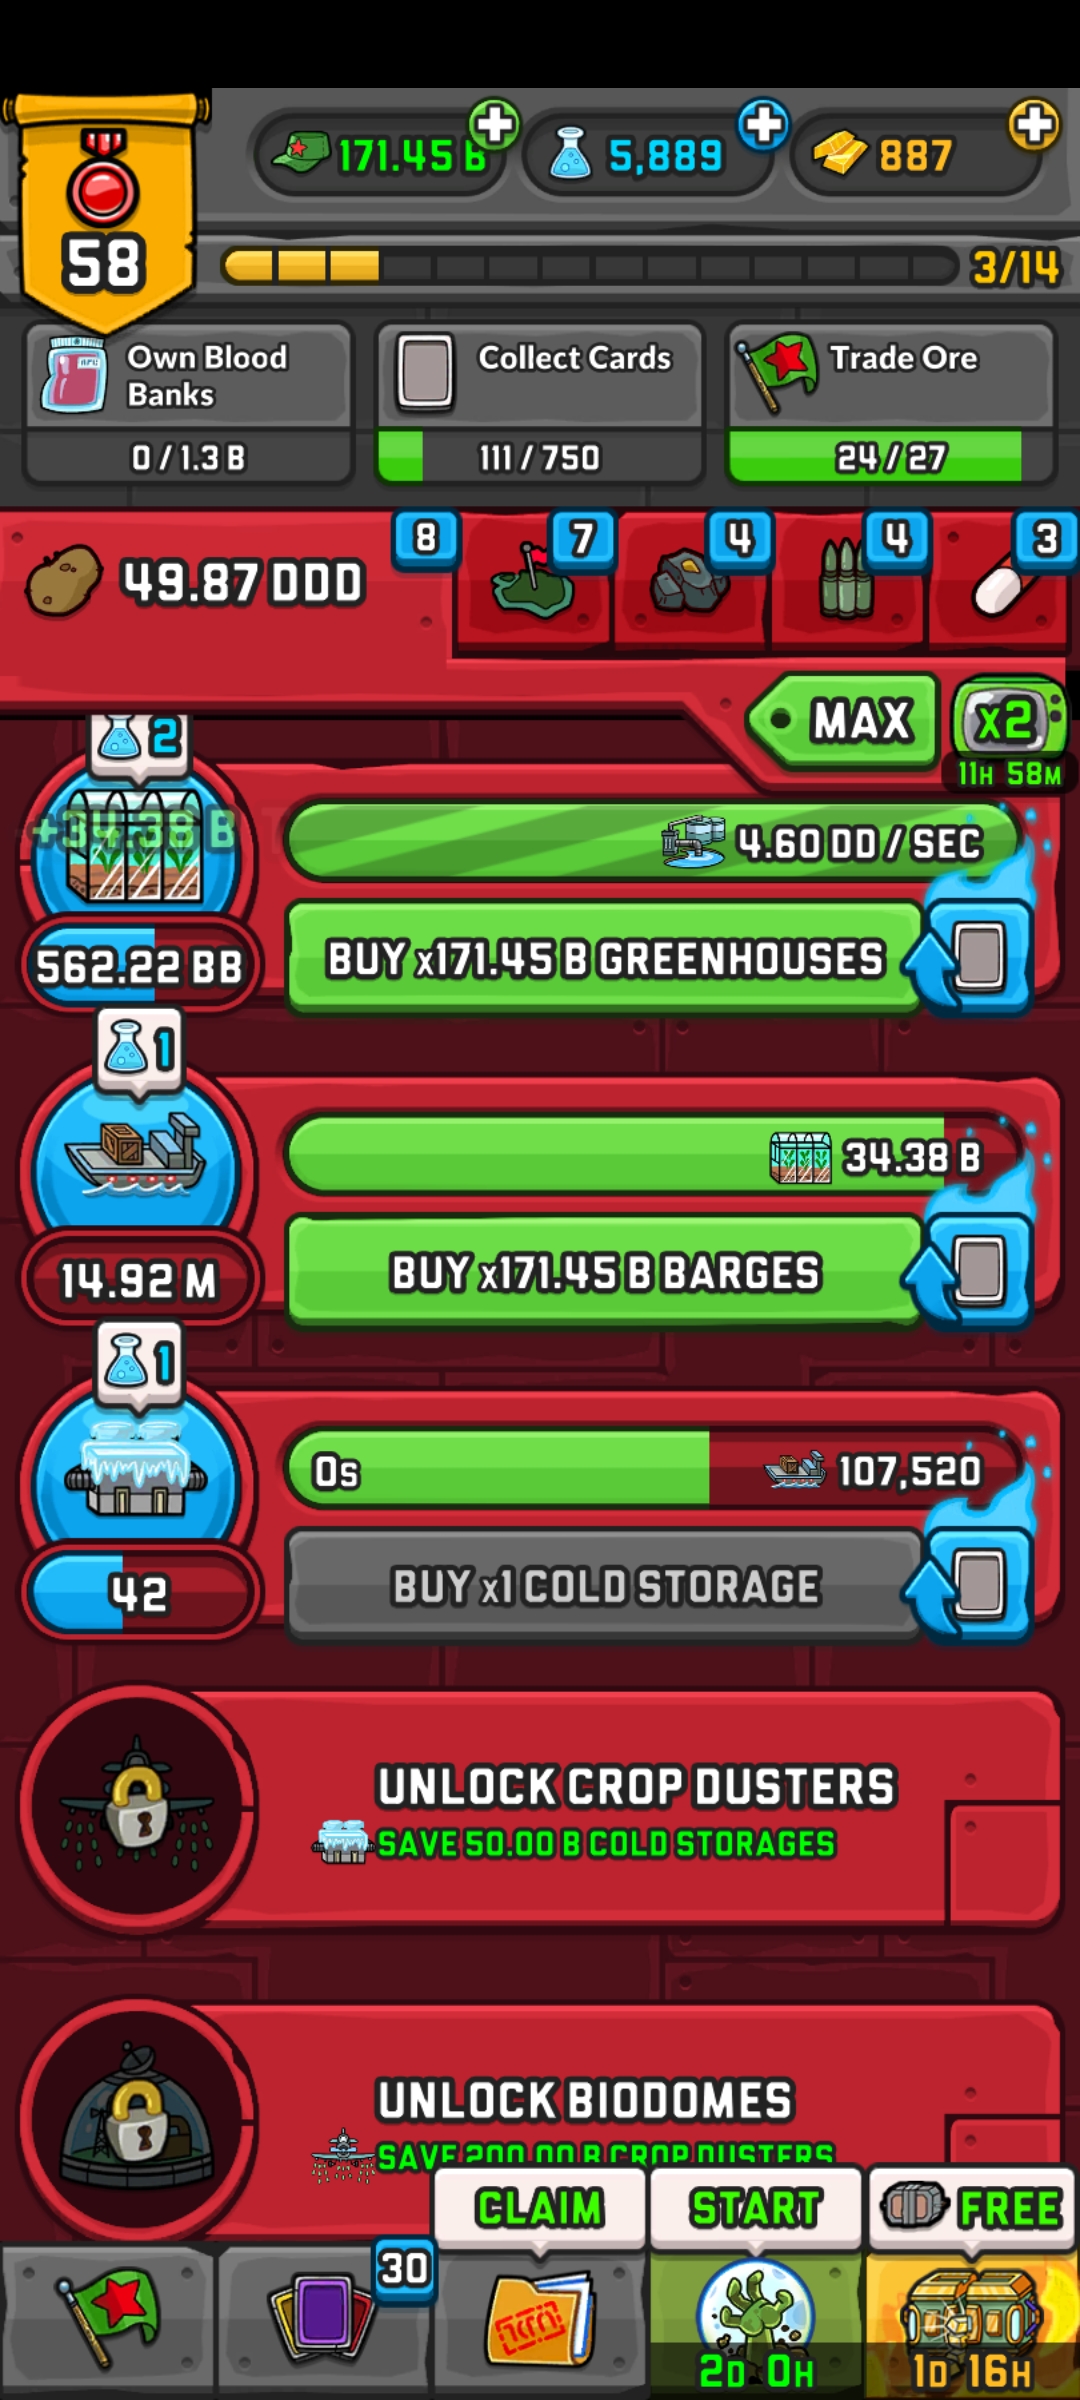 58
171.45 B
5,889
887
3/14
Own Blood
Banks
0 / 1.3 B
Collect Cards
111 / 750
Trade Ore
24 / 27
49.87 DDD
8
7
4
4
3
MAX
x2
11H 58M
2
+34.38 B
4.60 DD / SEC
562.22 BB
BUY x171.45 B GREENHOUSES
1
34.38 B
14.92 M
BUY x171.45 B BARGES
1
0s
107,520
42
BUY x1 COLD STORAGE
UNLOCK CROP DUSTERS
SAVE 50.00 B COLD STORAGES
UNLOCK BIODOMES
SAVE 200.00 B CROP DUSTERS
CLAIM
START
FREE
30
2D 0H
1D 16H